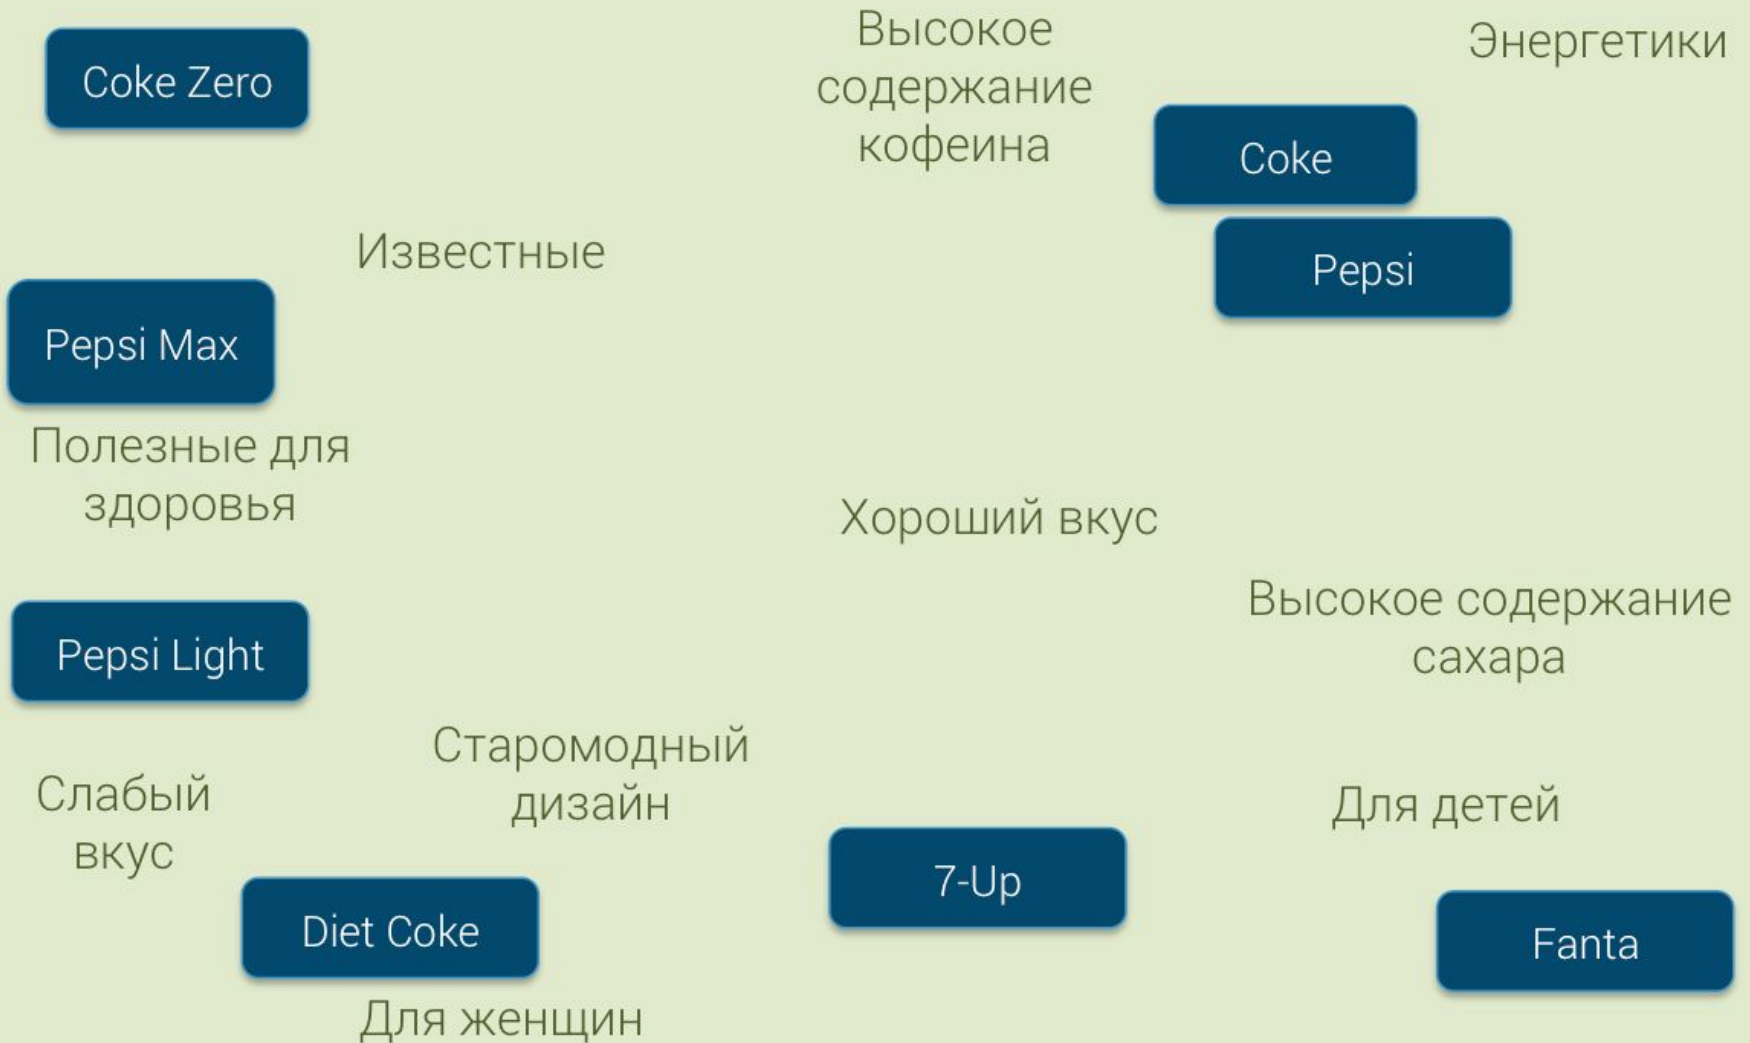 Coke Zero
Высокое
содержание
кофеина
Энергетики
Coke
Известные
Pepsi
Pepsi Max
Полезные для
здоровья
Хороший вкус
Высокое содержание
сахара
Pepsi Light
Старомодный
дизайн
Слабый
вкус
Для детей
7-Up
Diet Coke
Fanta
Для женщин